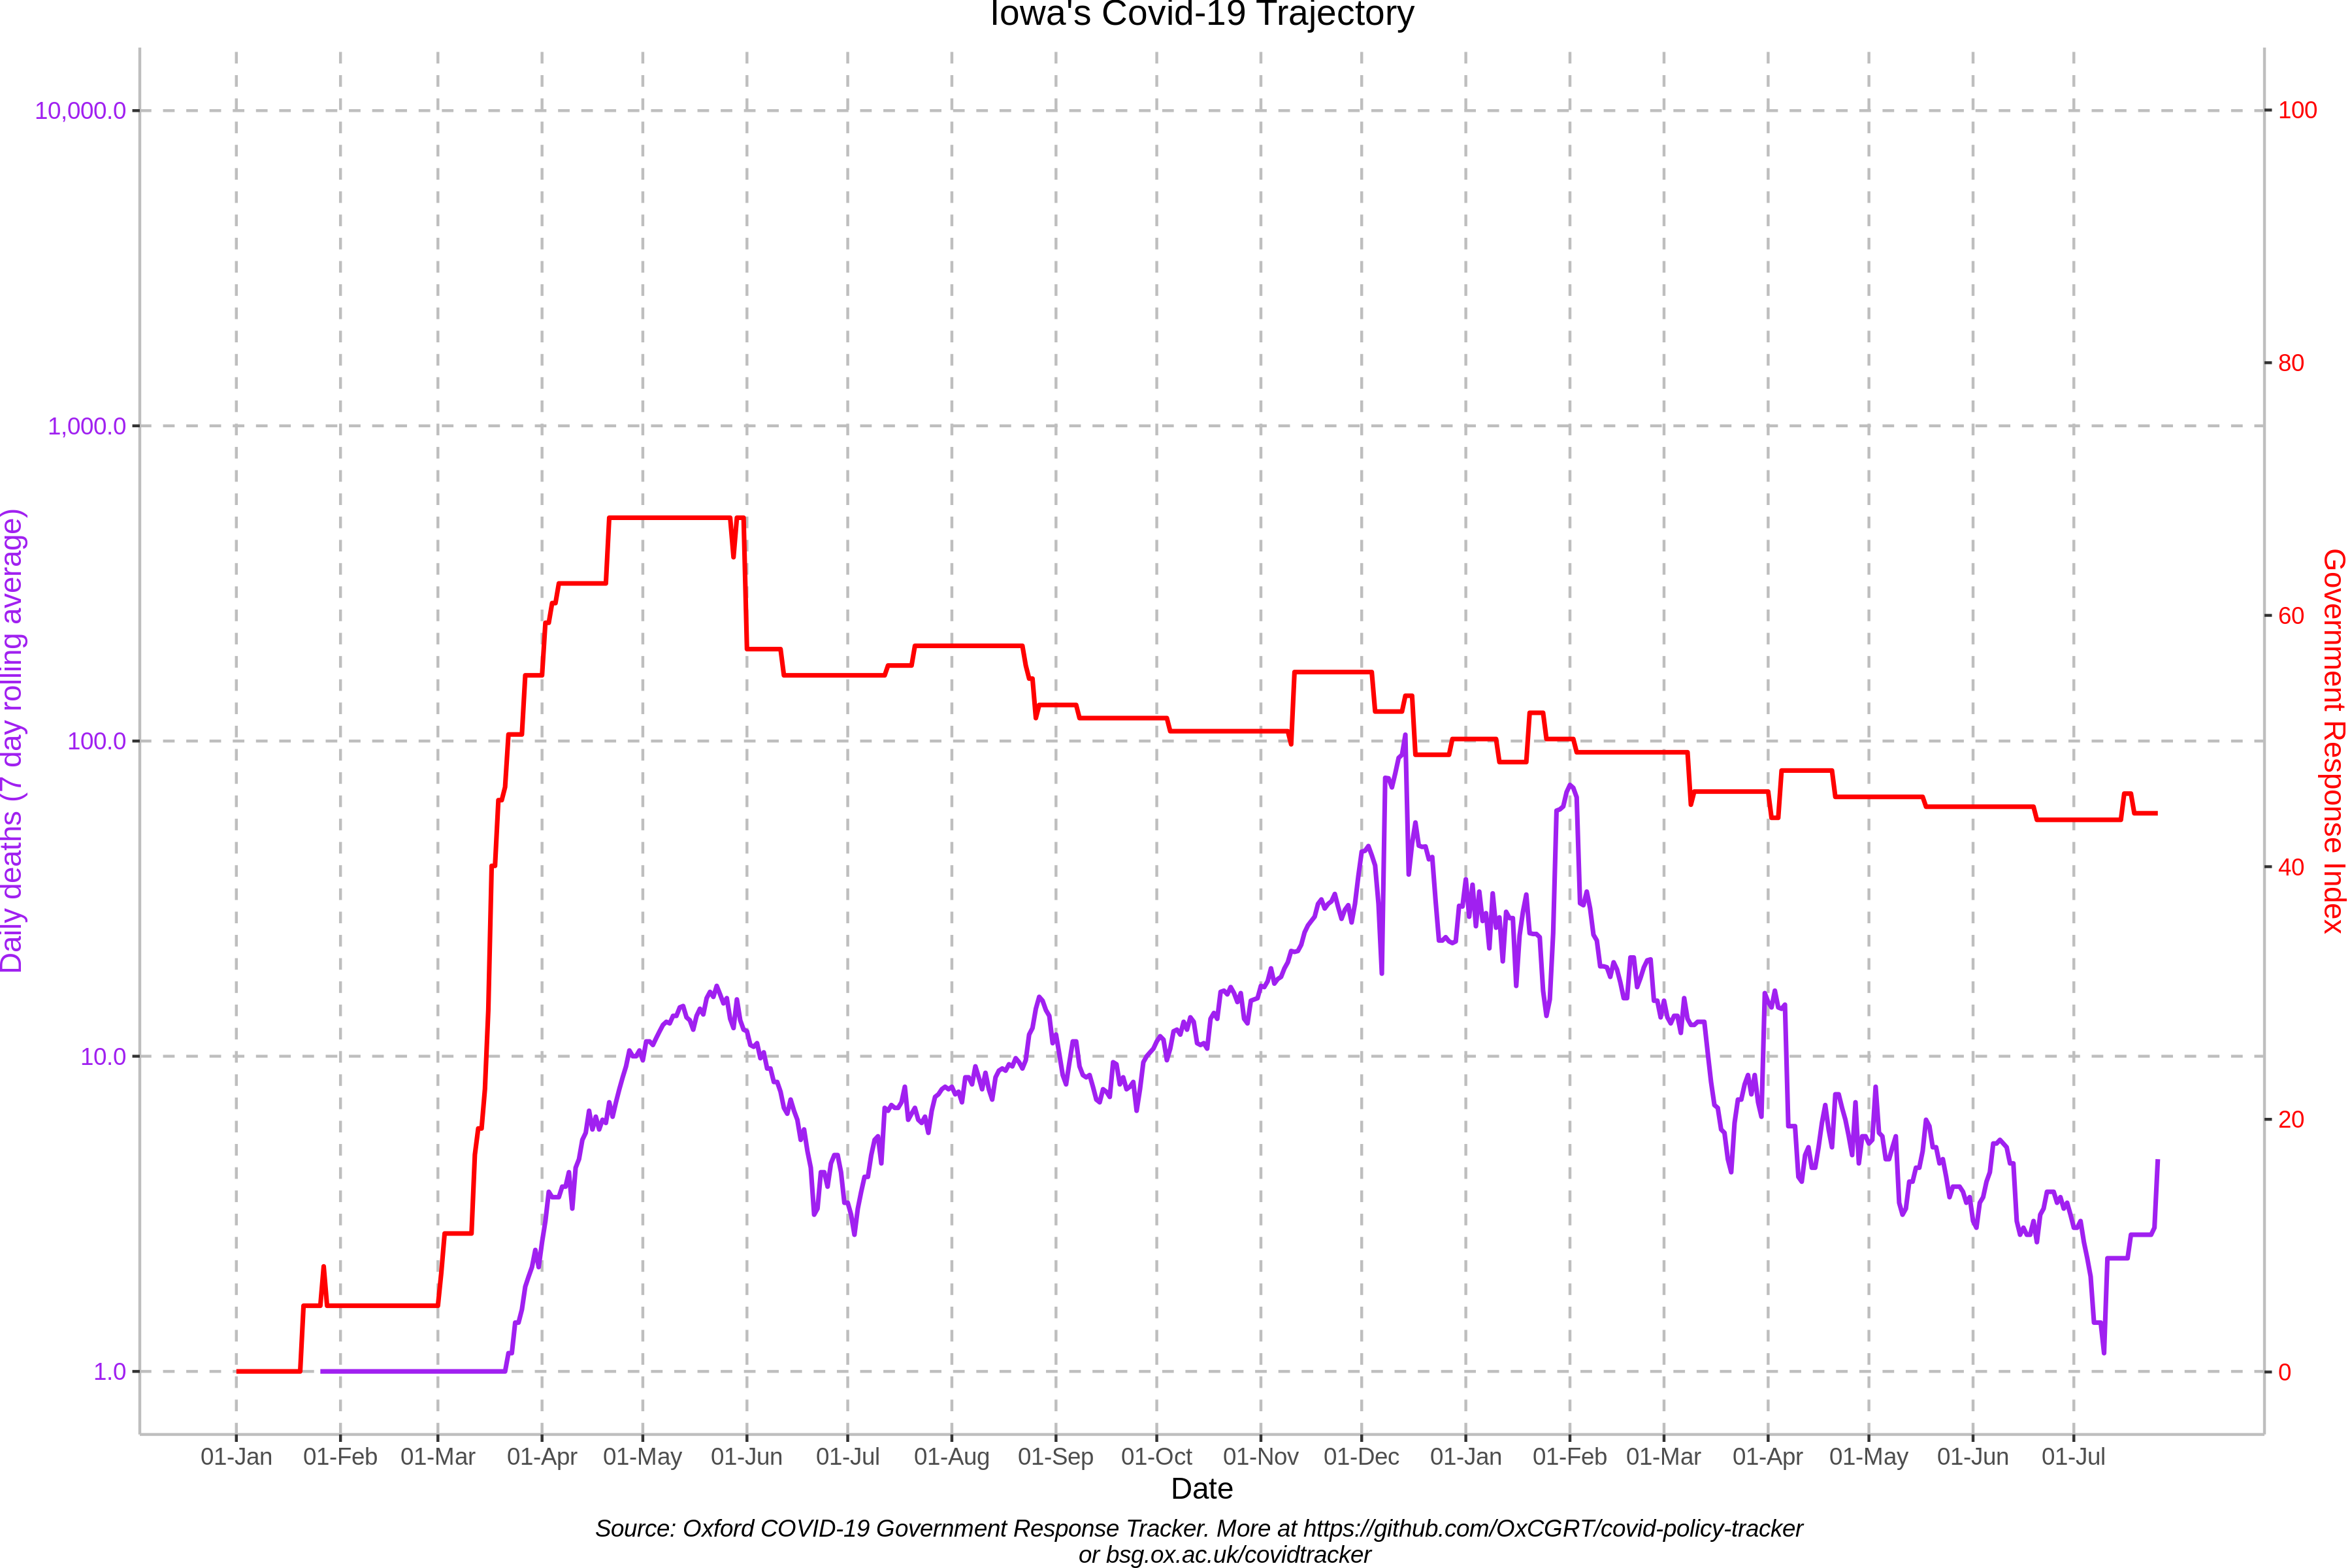 Iowa's Covid-19 Trajectory
10,000.0
1,000.0
100.0
10.0
1.0
Daily deaths (7 day rolling average)
100
80
60
40
20
0
Government Response Index
01-Jan 01-Feb 01-Mar 01-Apr 01-May 01-Jun 01-Jul 01-Aug 01-Sep 01-Oct 01-Nov 01-Dec 01-Jan 01-Feb 01-Mar 01-Apr 01-May 01-Jun 01-Jul
Date
Source: Oxford COVID-19 Government Response Tracker. More at https://github.com/OxCGRT/covid-policy-tracker
or bsg.ox.ac.uk/covidtracker